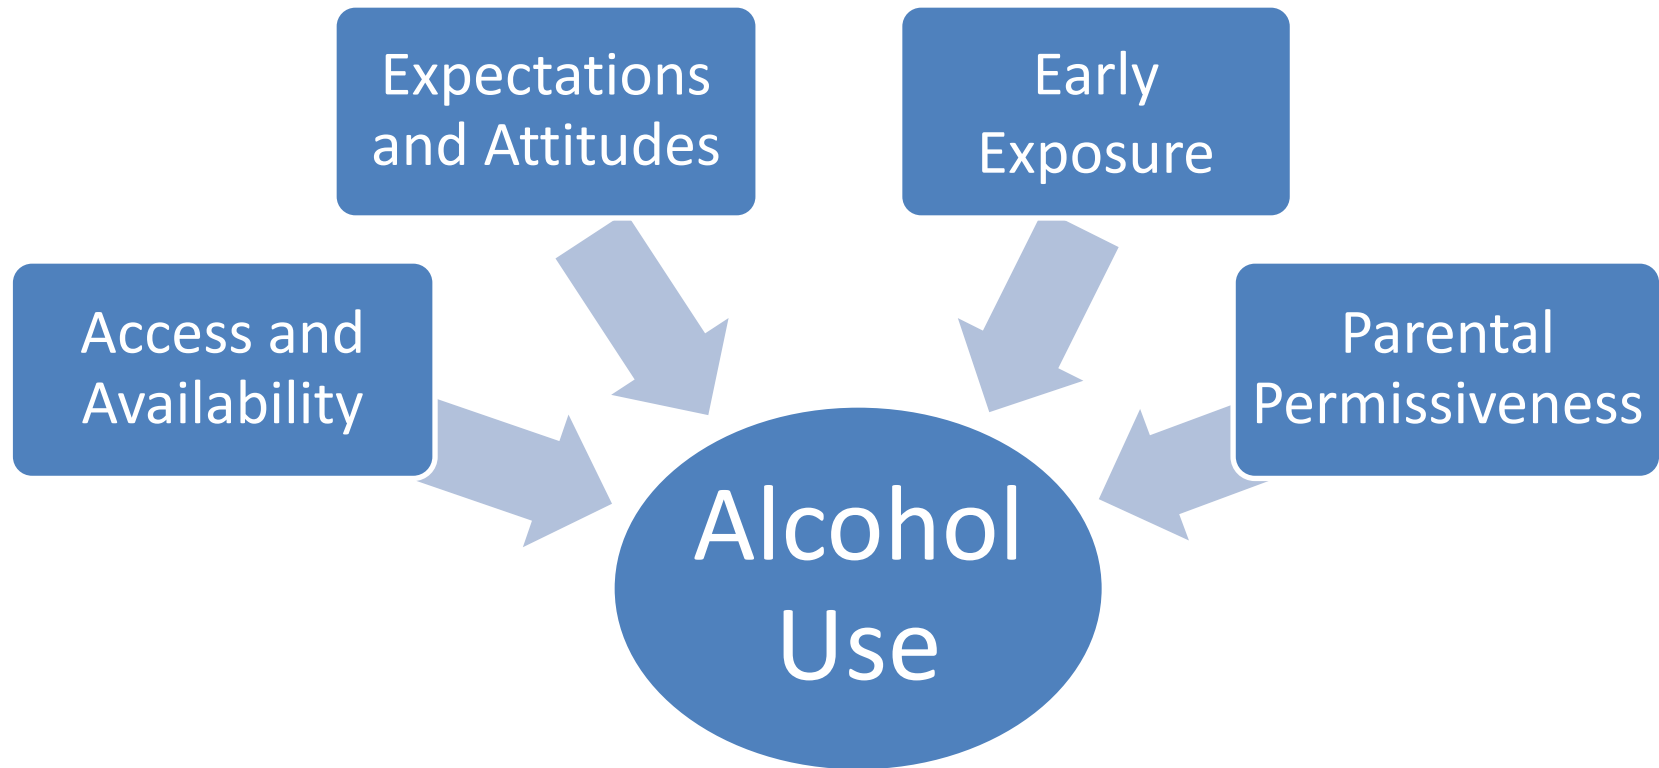 Expectations
and Attitudes
Early
Exposure
Access and
Availability
Parental
Permissiveness
Alcohol
Use